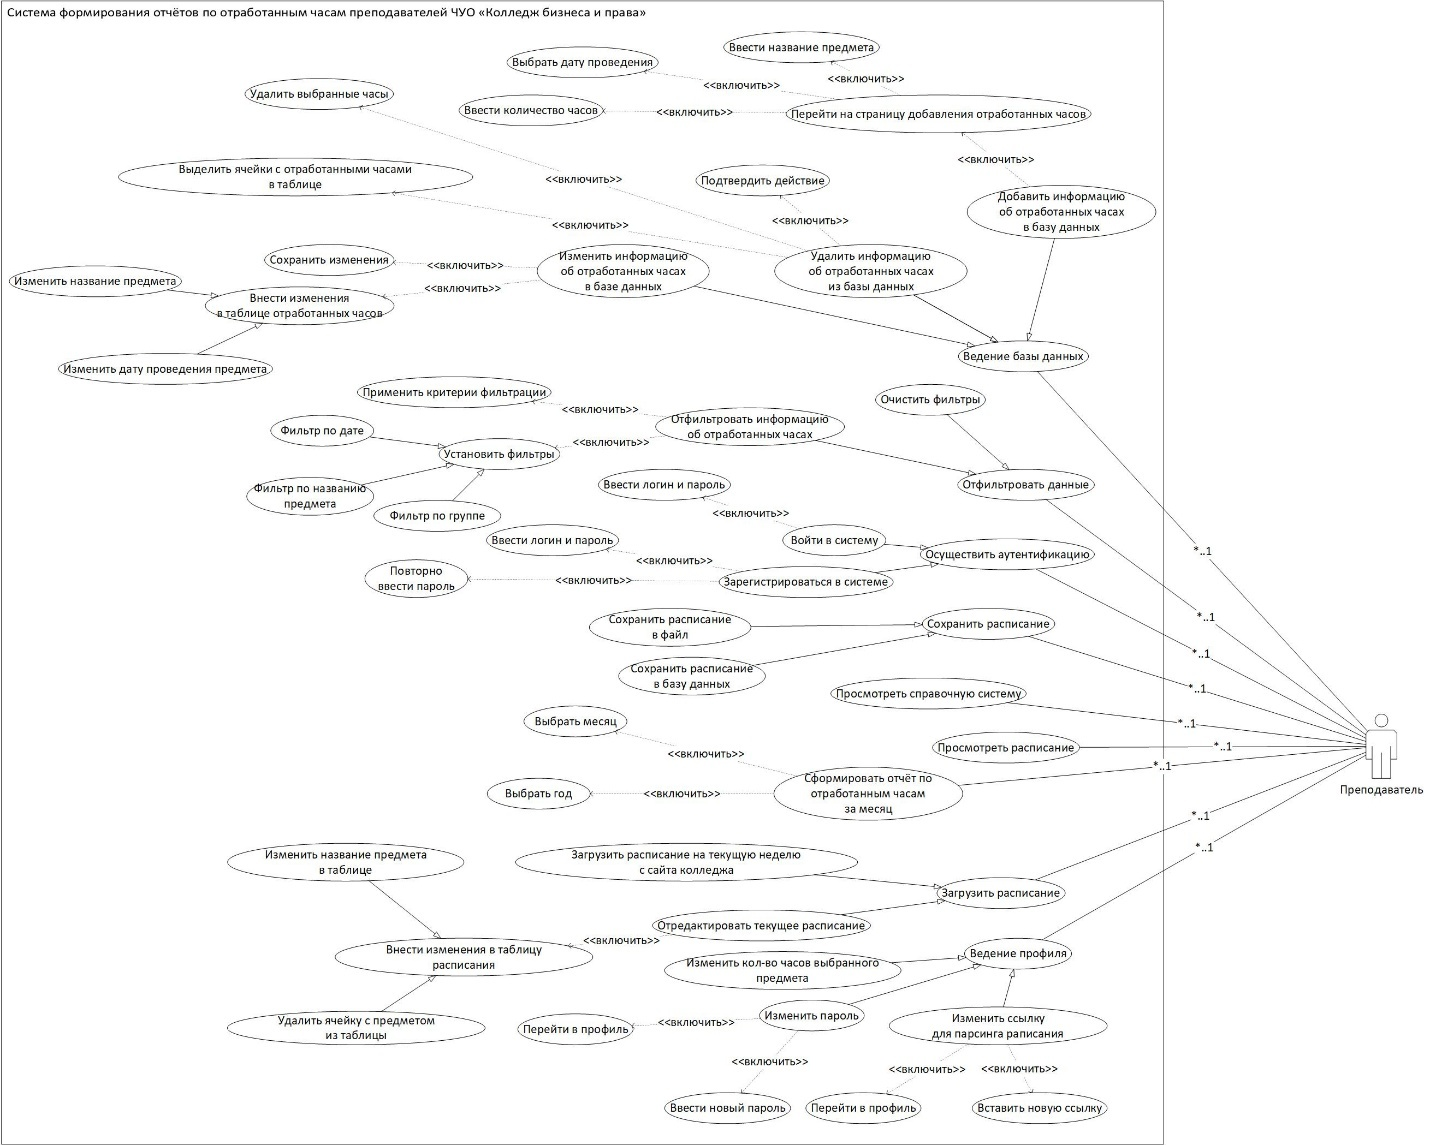 Система формирования отчётов по отработанным часам преподавателей ЧУО «Колледж бизнеса и права»
Ввести название предмета
Выбрать дату проведения
<<включить>>
<<включить>>
Удалить выбранные часы
Ввести количество часов
<<включить>>
Перейти на страницу добавления отработанных часов
<<включить>>
Выделить ячейки с отработанными часами
в таблице
<<включить>>
Подтвердить действие
Добавить информацию
об отработанных часах
в базу данных
<<включить>>
<<включить>>
Сохранить изменения
<<включить>>
Изменить информацию
об отработанных часах
в базе данных
Удалить информацию
об отработанных часах
из базы данных
Изменить название предмета
<<включить>>
Внести изменения
в таблице отработанных часов
Изменить дату проведения предмета
Ведение базы данных
Применить критерии фильтрации
<<включить>>
Очистить фильтры
Отфильтровать информацию
об отработанных часах
Фильтр по дате
<<включить>>
Установить фильтры
Фильтр по названию
предмета
Фильтр по группе
Ввести логин и пароль
Отфильтровать данные
<<включить>>
Ввести логин и пароль
Войти в систему
Осуществить аутентификацию
*..1
<<включить>>
Повторно
ввести пароль
<<включить>>
Зарегистрироваться в системе
*..1
Сохранить расписание
в файл
Сохранить расписание
*..1
Сохранить расписание
в базу данных
*..1
Просмотреть справочную систему
*..1
Выбрать месяц
<<включить>>
Просмотреть расписание
*..1
*..1
Сформировать отчёт по
отработанным часам
за месяц
Выбрать год
<<включить>>
Преподаватель
*..1
*..1
Изменить название предмета
в таблице
Загрузить расписание на текущую неделю
с сайта колледжа
Загрузить расписание
Отредактировать текущее расписание
<<включить>>
Внести изменения в таблицу
расписания
Ведение профиля
Изменить кол-во часов выбранного
предмета
Удалить ячейку с предметом
из таблицы
Перейти в профиль
<<включить>>
Изменить пароль
Изменить ссылку
для парсинга раписания
<<включить>>
<<включить>>
<<включить>>
Ввести новый пароль
Перейти в профиль
Вставить новую ссылку